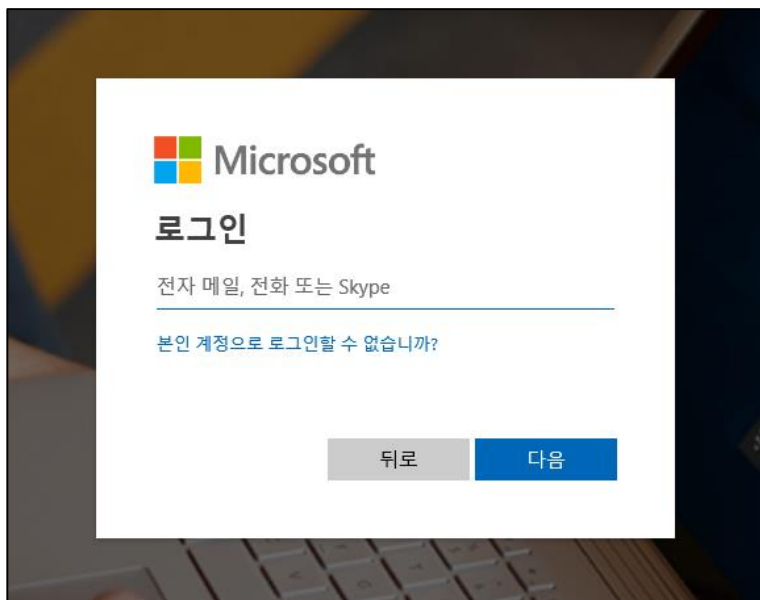 Microsoft
로그인
전자 메일, 전화 또는 Skype
본인 계정으로 로그인할 수 없습니까?
뒤로
다음